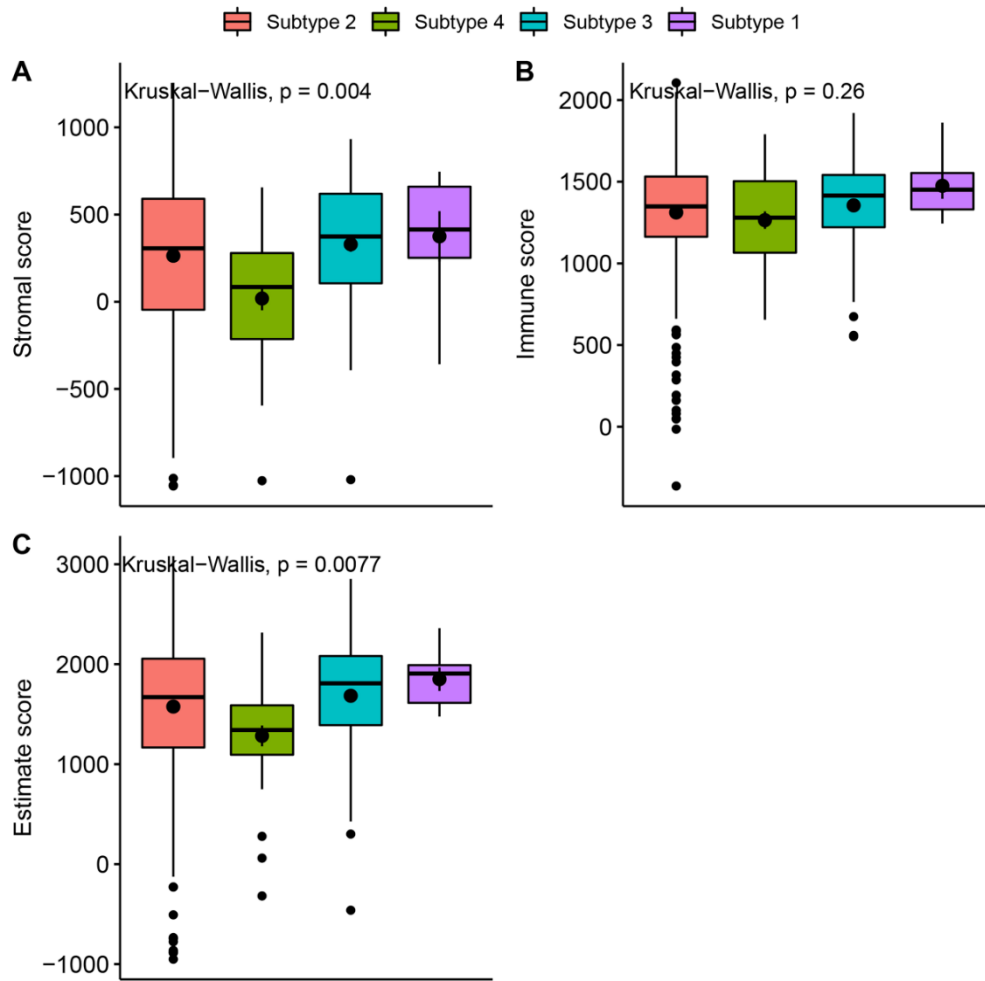 Subtype 2 Subtype 4 Subtype 3 Subtype 1
A
Kruskal−Wallis, p = 0.004
1000
500
0
−500
−1000
Stromal score
B
Kruskal−Wallis, p = 0.26
2000
1500
1000
500
0
Immune score
C
Kruskal−Wallis, p = 0.0077
3000
2000
1000
0
−1000
Estimate score